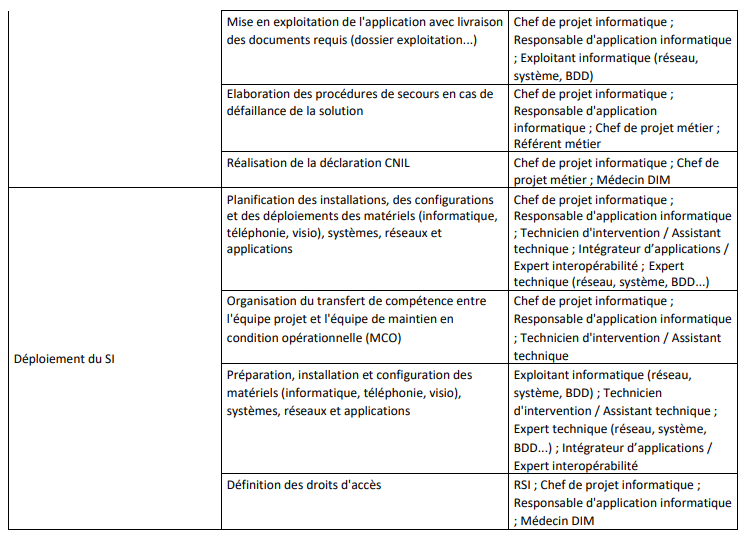 Mise en exploitation de l'application avec livraison
des documents requis (dossier exploitation...)
Chef de projet informatique ;
Responsable d'application informatique
; Exploitant informatique (réseau,
système, BDD)
Elaboration des procédures de secours en cas de
défaillance de la solution
Chef de projet informatique ;
Responsable d'application
informatique ; Chef de projet métier ;
Référent métier
Réalisation de la déclaration CNIL
Chef de projet informatique ; Chef de
projet métier ; Médecin DIM
Déploiement du SI
Planification des installations, des configurations
et des déploiements des matériels (informatique,
téléphonie, visio), systèmes, réseaux et
applications
Chef de projet informatique ;
Responsable d'application informatique
; Technicien d'intervention / Assistant
technique ; Intégrateur d’applications /
Expert interopérabilité ; Expert
technique (réseau, système, BDD...)
Organisation du transfert de compétence entre
l'équipe projet et l'équipe de maintien en
condition opérationnelle (MCO)
Chef de projet informatique ;
Responsable d'application informatique
; Technicien d'intervention / Assistant
technique
Préparation, installation et configuration des
matériels (informatique, téléphonie, visio),
systèmes, réseaux et applications
Exploitant informatique (réseau,
système, BDD) ; Technicien
d'intervention / Assistant technique ;
Expert technique (réseau, système,
BDD...) ; Intégrateur d’applications /
Expert interopérabilité
Définition des droits d'accès
RSI ; Chef de projet informatique ;
Responsable d'application informatique
; Médecin DIM